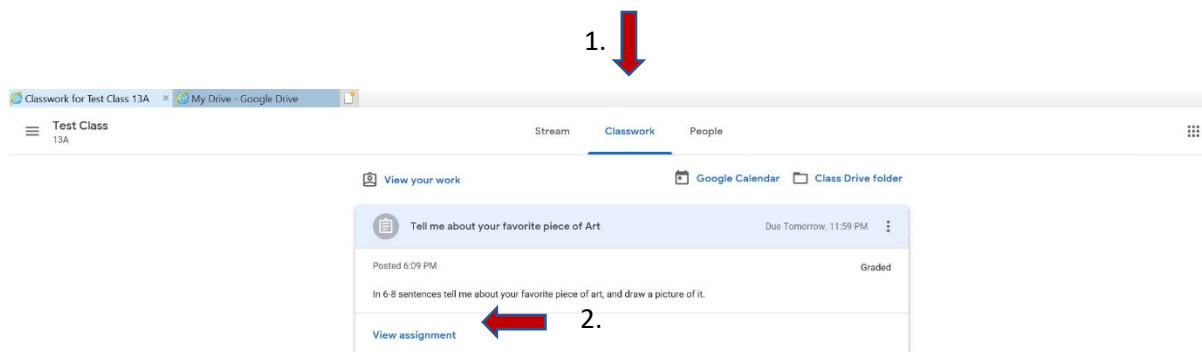 1.
Classwork for Test Class 13A × My Drive - Google Drive
Test Class
13A
Stream Classwork People
View your work Google Calendar Class Drive folder
Tell me about your favorite piece of Art Due Tomorrow, 11:59 PM
Posted 6:09 PM Graded
In 6-8 sentences tell me about your favorite piece of art, and draw a picture of it.
2.
View assignment